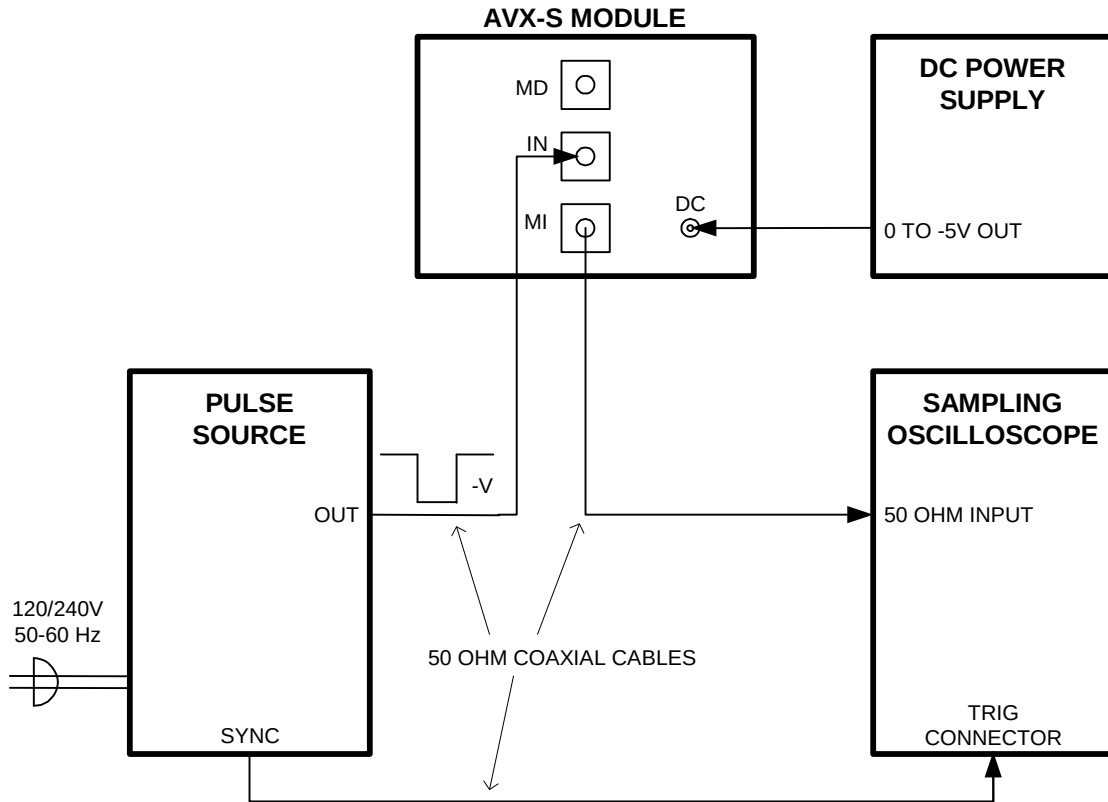 AVX-S MODULE
MD
IN
MI
DC
DC POWER
SUPPLY
0 TO -5V OUT
PULSE
SOURCE
-V
OUT
120/240V
50-60 Hz
SYNC
50 OHM COAXIAL CABLES
SAMPLING
OSCILLOSCOPE
50 OHM INPUT
TRIG
CONNECTOR